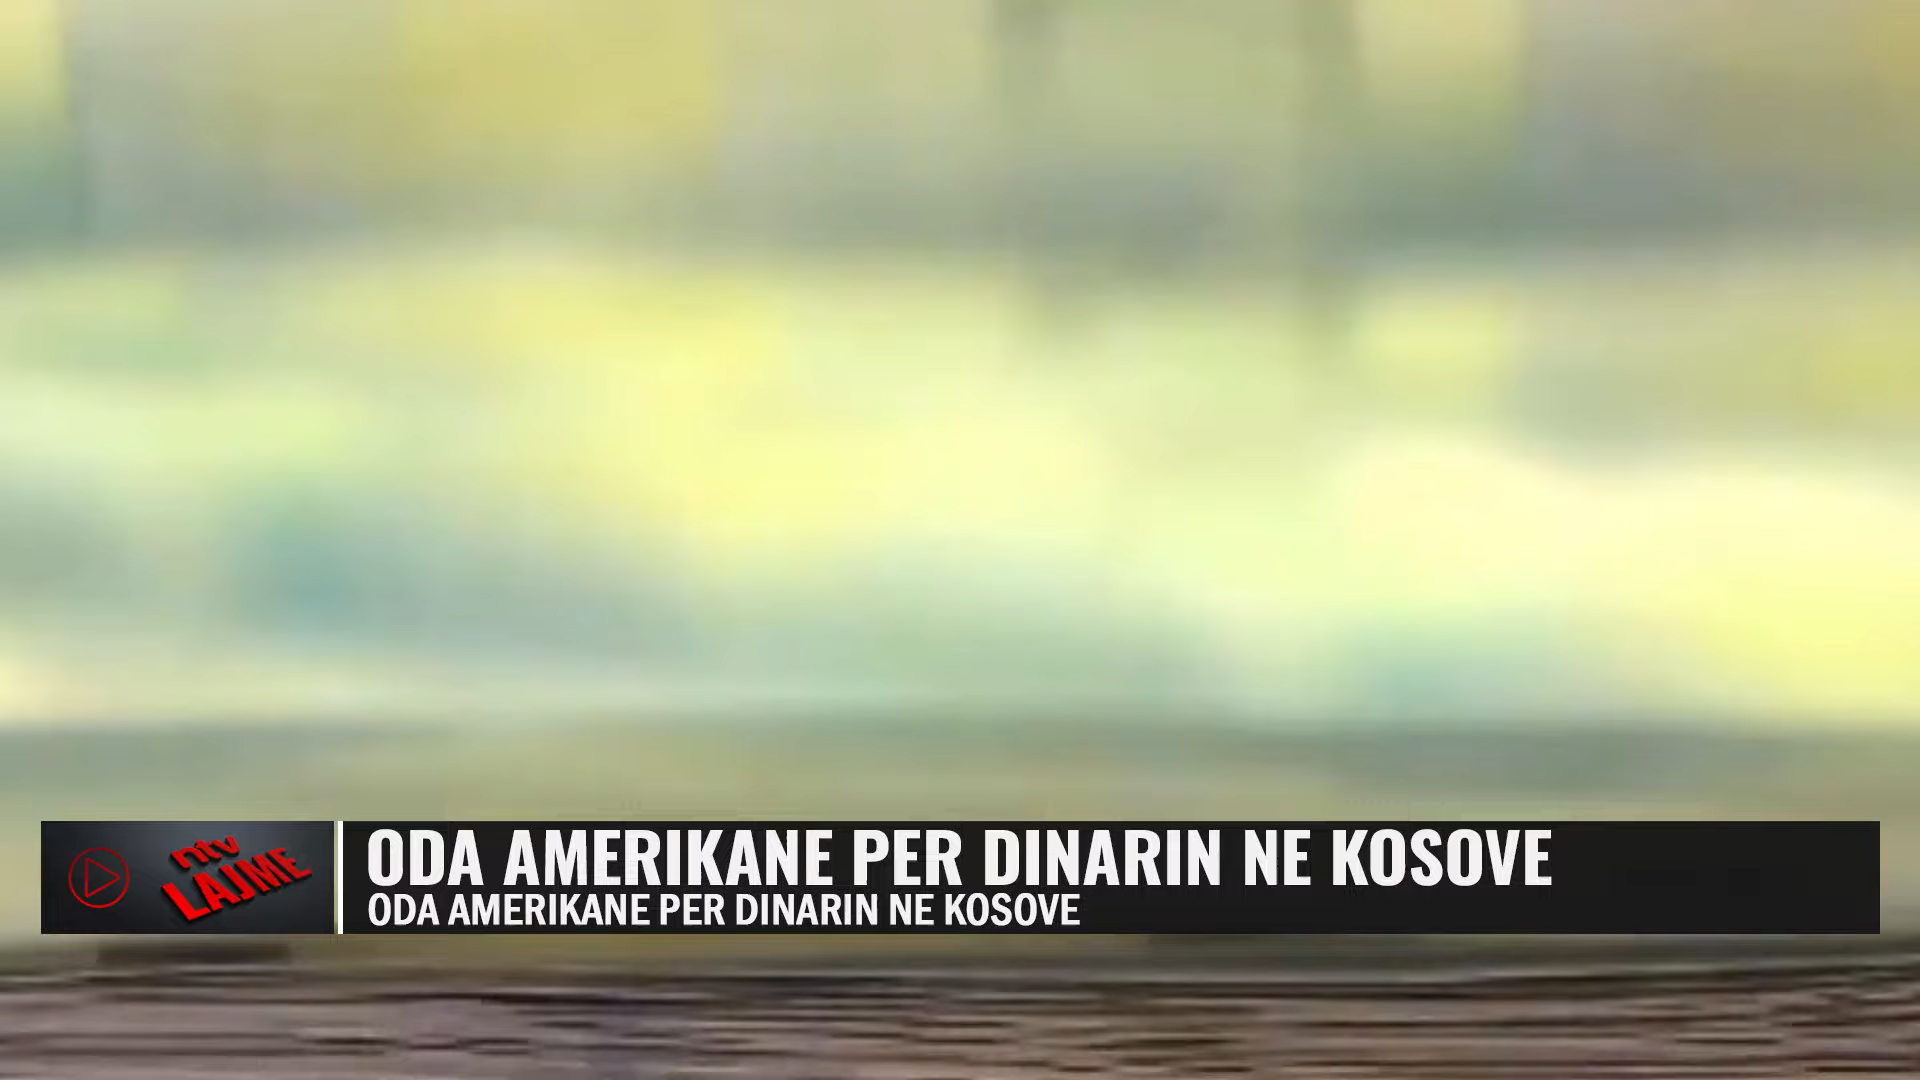 ntv
LAJME
ODA AMERIKANE PER DINARIN NE KOSOVE
ODA AMERIKANE PER DINARIN NE KOSOVE